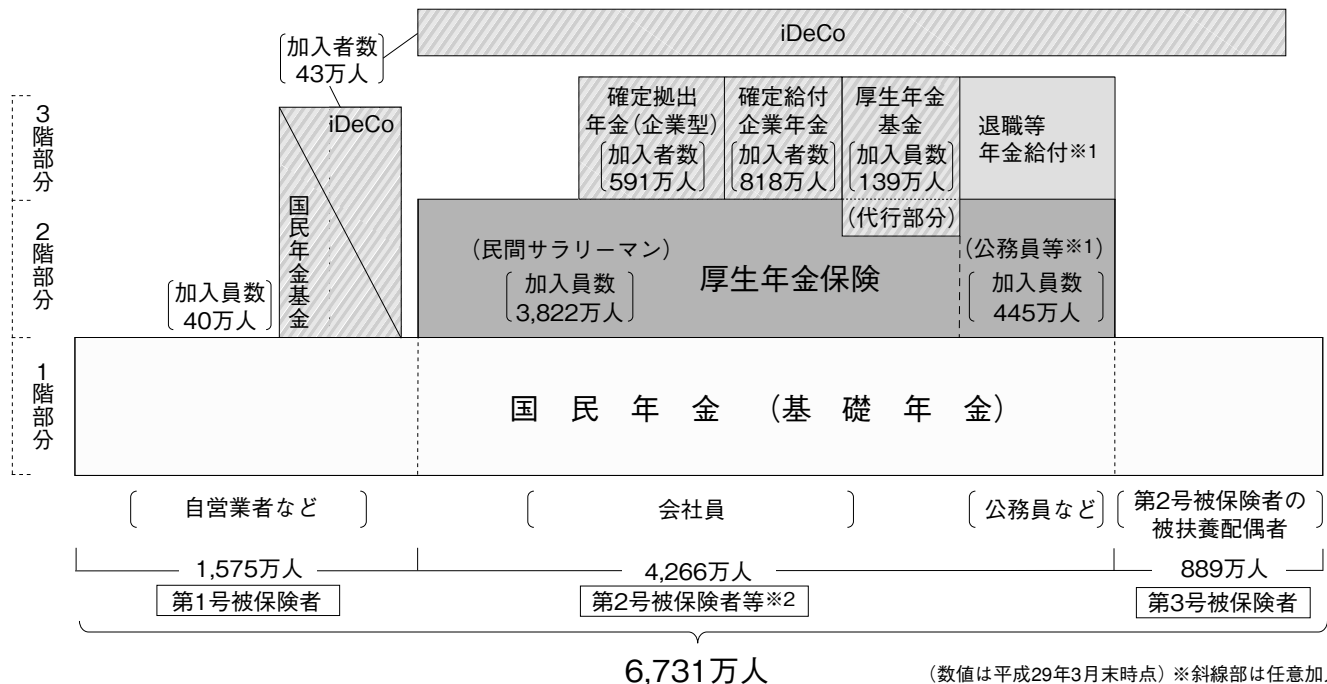 iDeCo
加入者数
43万人
3階部分
iDeCo
国民年金基金
確定拠出
年金(企業型)
加入者数
591万人
確定給付
企業年金
加入者数
818万人
厚生年金
基金
加入員数
139万人
(代行部分)
退職等
年金給付※1
2階部分
加入員数
40万人
(民間サラリーマン)
加入員数
3,822万人
厚生年金保険
(公務員等※1)
加入員数
445万人
1階部分
国民年金(基礎年金)
自営業者など
会社員
公務員など
第2号被保険者の
被扶養配偶者
1,575万人
第1号被保険者
4,266万人
第2号被保険者等※2
889万人
第3号被保険者
6,731万人
(数値は平成29年3月末時点)※斜線部は任意加